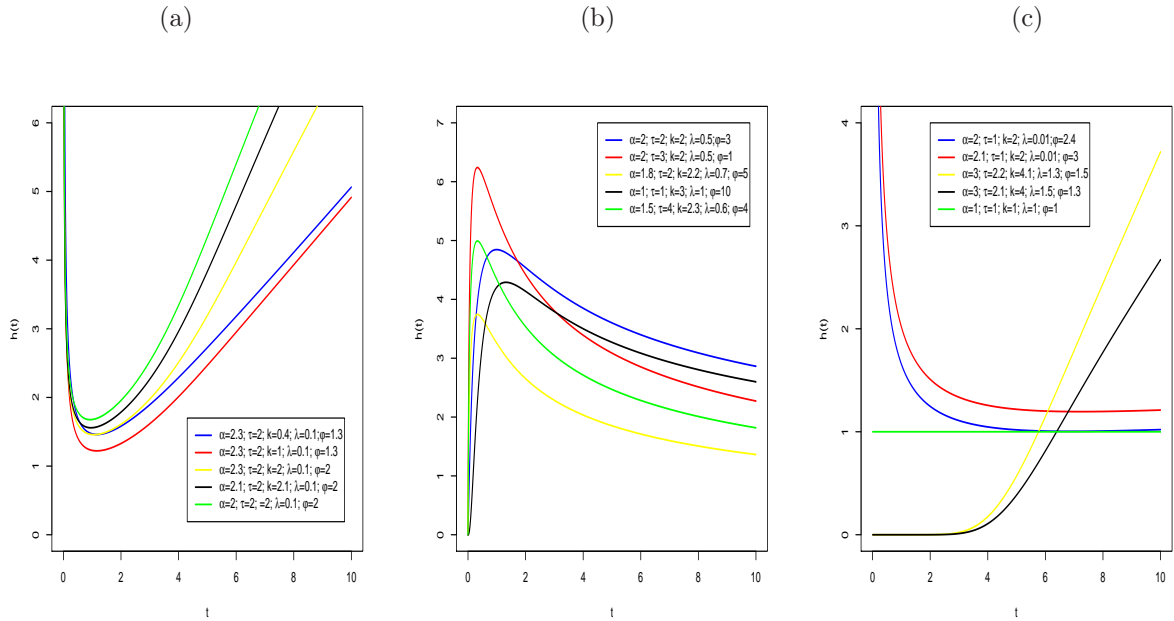 (a)
(b)
(c)
h(t)
6
5
4
3
2
1
0
α=2.3; τ=2; k=0.4; λ=0.1;φ=1.3
α=2.3; τ=2; k=1; λ=0.1; φ=1.3
α=2.3; τ=2; k=2; λ=0.1; φ=2
α=2.1; τ=2; k=2.1; λ=0.1; φ=2
α=2; τ=2; =2; λ=0.1; φ=2
0 2 4 6 8 10
t
h(t)
7
6
5
4
3
2
1
0
α=2; τ=2; k=2; λ=0.5;φ=3
α=2; τ=3; k=2; λ=0.5; φ=1
α=1.8; τ=2; k=2.2; λ=0.7; φ=5
α=1; τ=1; k=3; λ=1; φ=10
α=1.5; τ=4; k=2.3; λ=0.6; φ=4
0 2 4 6 8 10
t
h(t)
4
3
2
1
0
α=2; τ=1; k=2; λ=0.01;φ=2.4
α=2.1; τ=1; k=2; λ=0.01; φ=3
α=3; τ=2.2; k=4.1; λ=1.3; φ=1.5
α=3; τ=2.1; k=4; λ=1.5; φ=1.3
α=1; τ=1; k=1; λ=1; φ=1
0 2 4 6 8 10
t